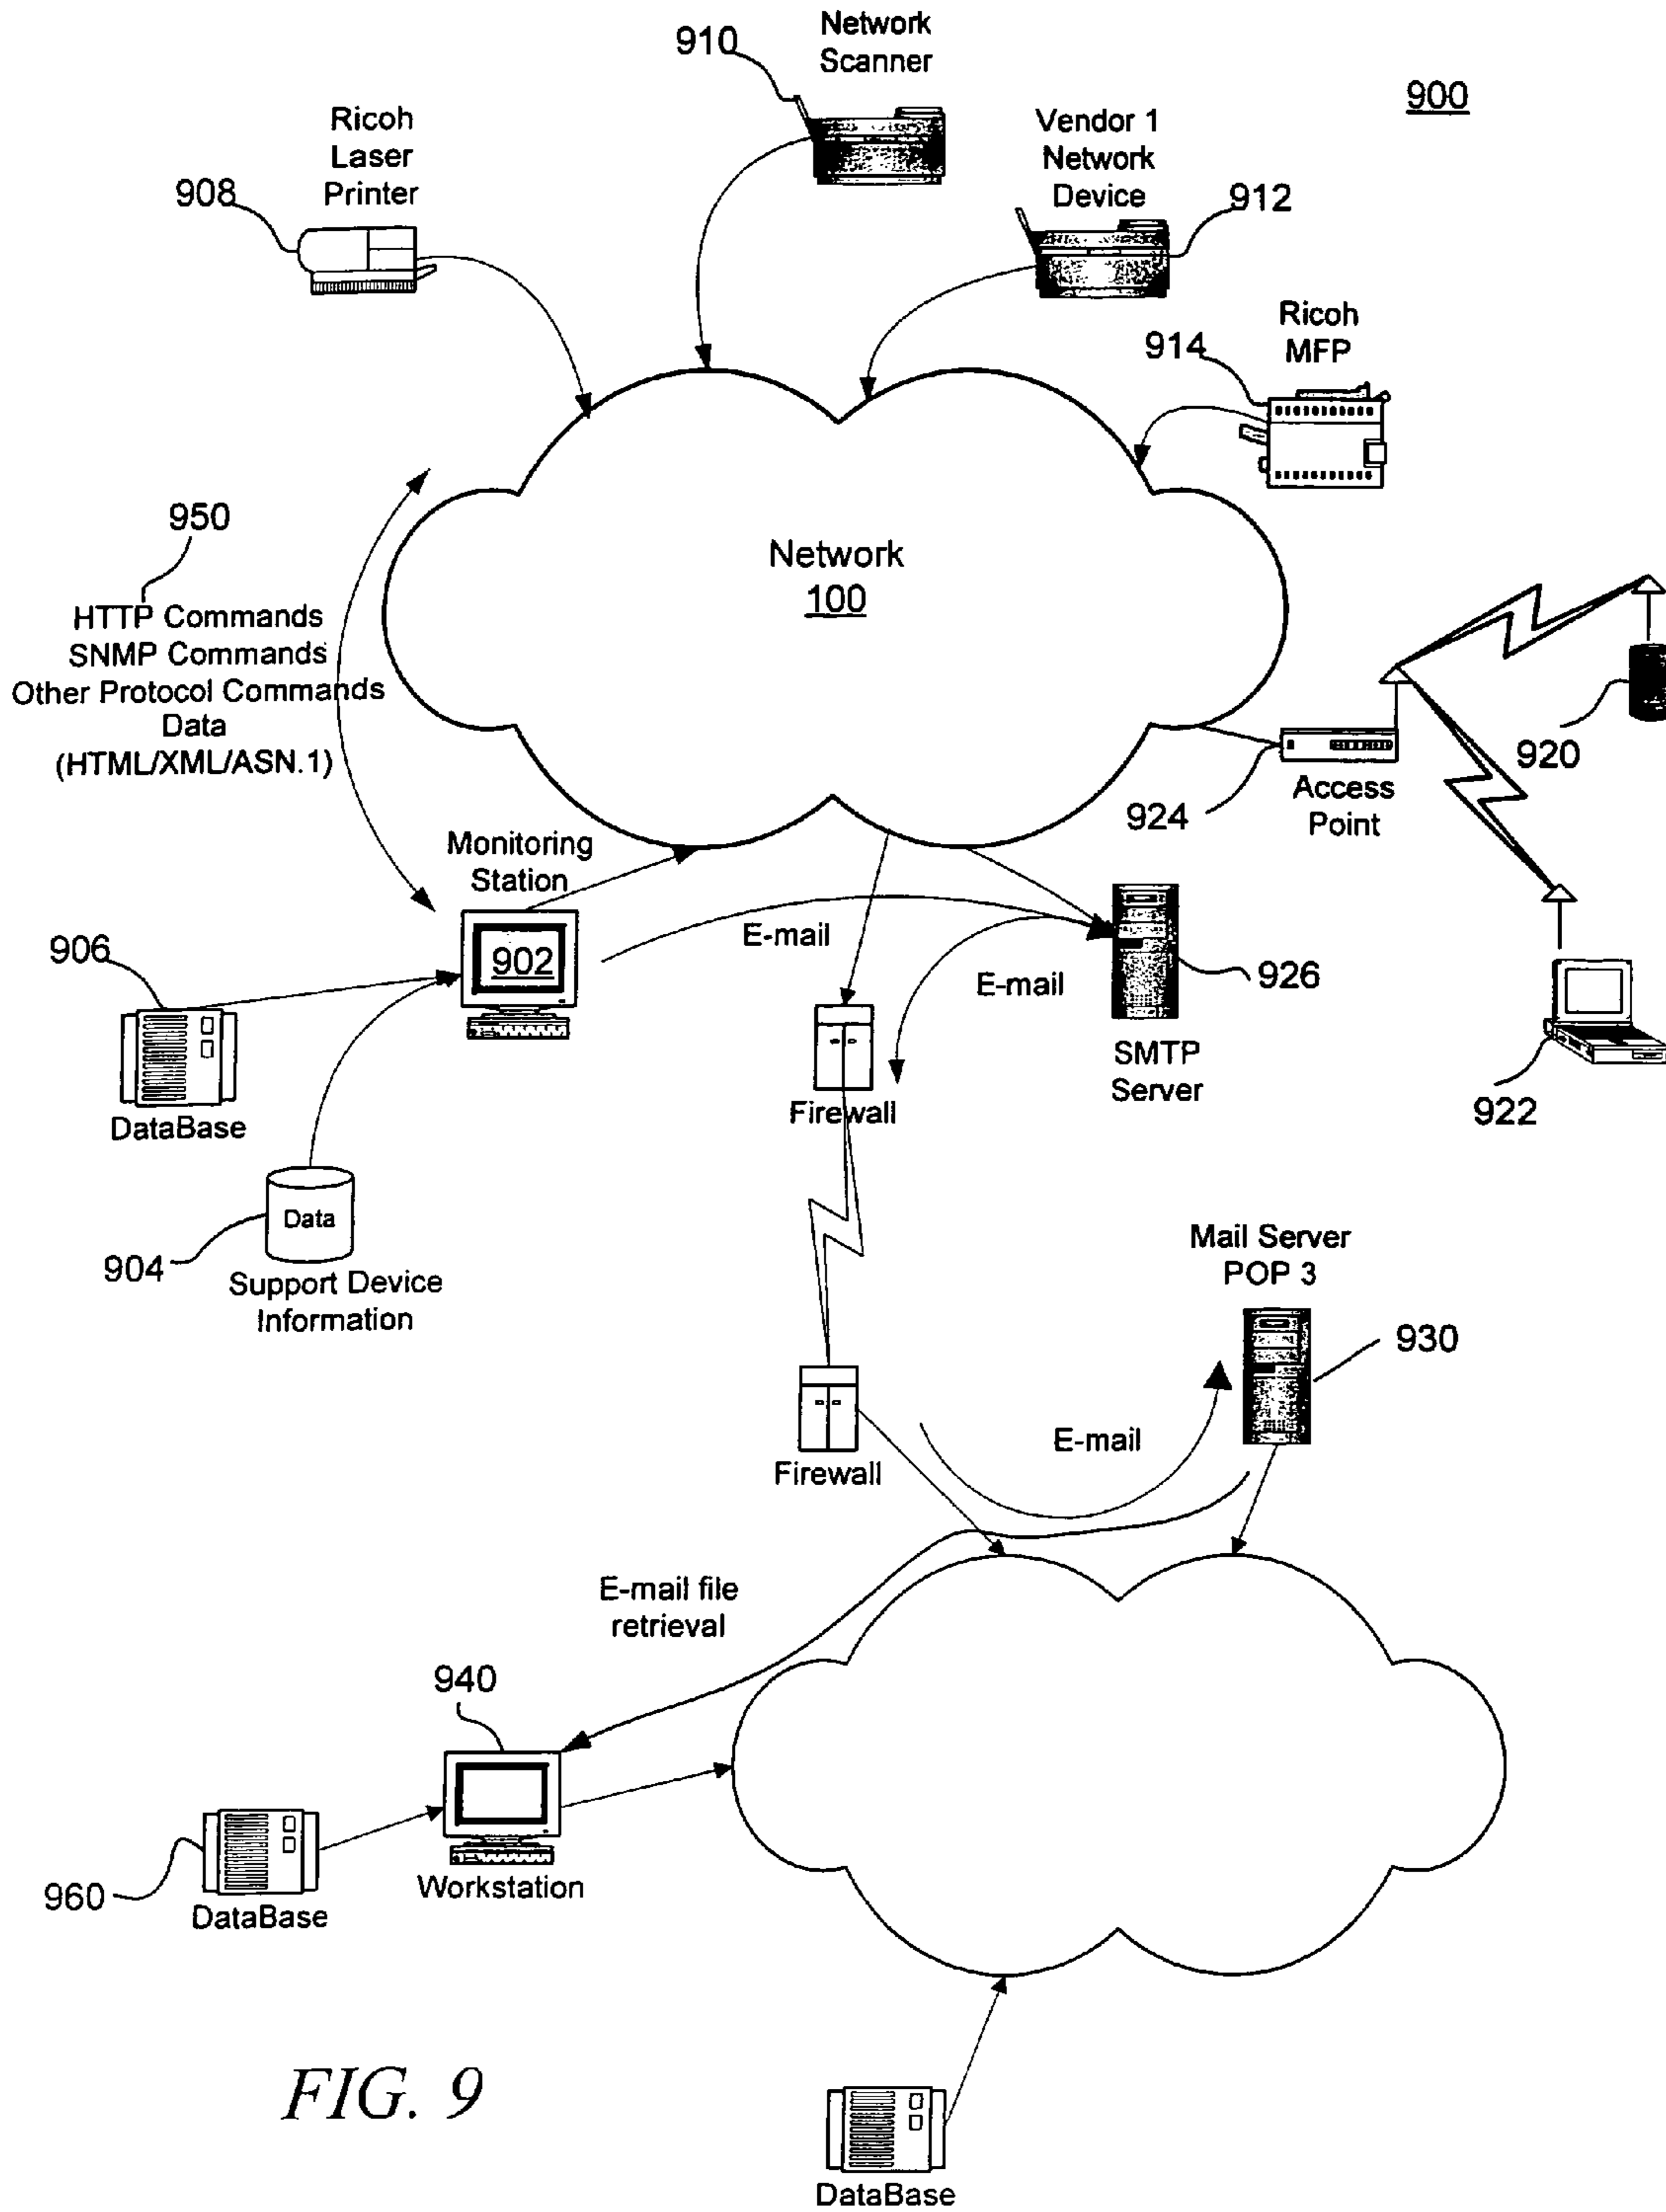 910
Network
Scanner
900
Ricoh
Laser
Printer
Vendor 1
Network
Device
908
912
Ricoh
MFP
914
950
Network
100
HTTP Commands
SNMP Commands
Other Protocol Commands
Data
(HTML/XML/ASN.1)
920
924
Access
Point
Monitoring
Station
906
902
E-mail
E-mail
926
SMTP
Server
922
DataBase
Firewall
Data
904
Support Device
Information
Mail Server
POP 3
930
E-mail
Firewall
E-mail file
retrieval
940
960
Workstation
DataBase
FIG. 9
DataBase